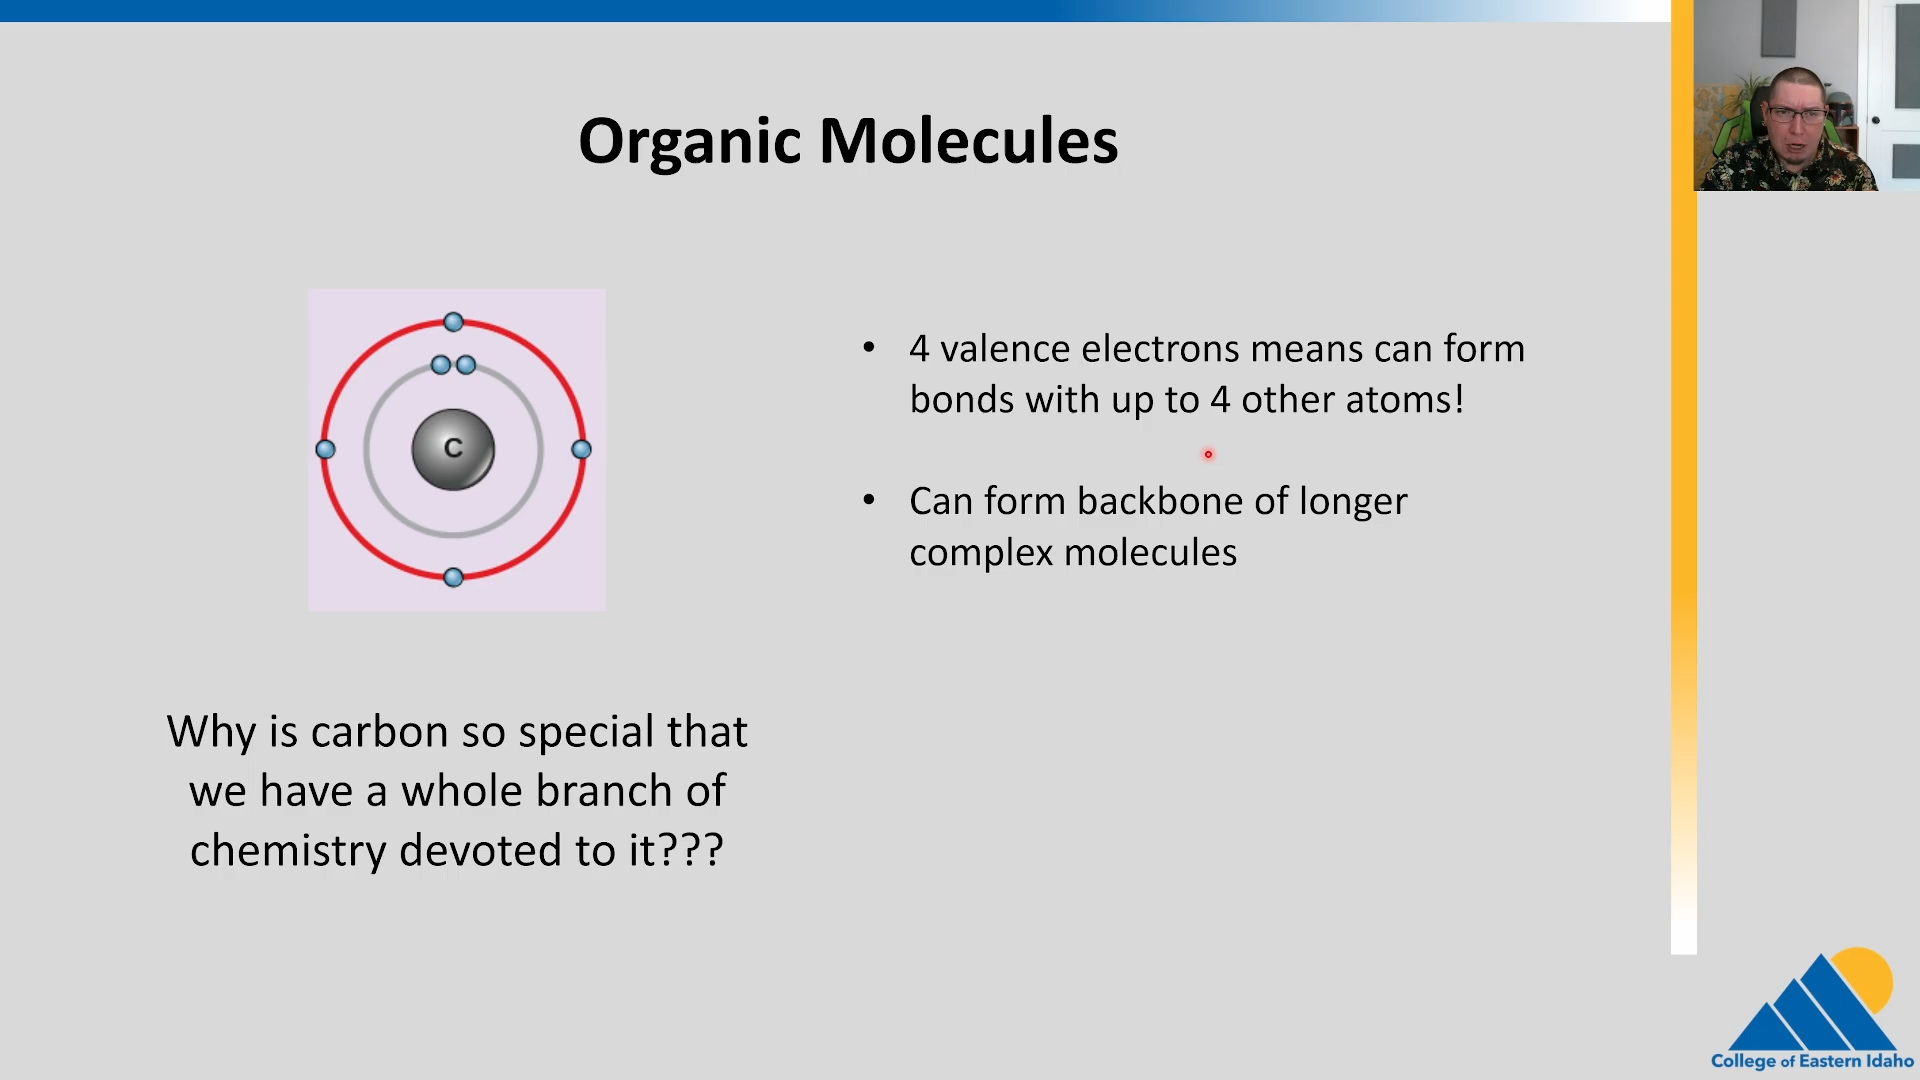 Organic Molecules
C
• 4 valence electrons means can form
bonds with up to 4 other atoms!
• Can form backbone of longer
complex molecules
Why is carbon so special that
we have a whole branch of
chemistry devoted to it???
College of Eastern Idaho